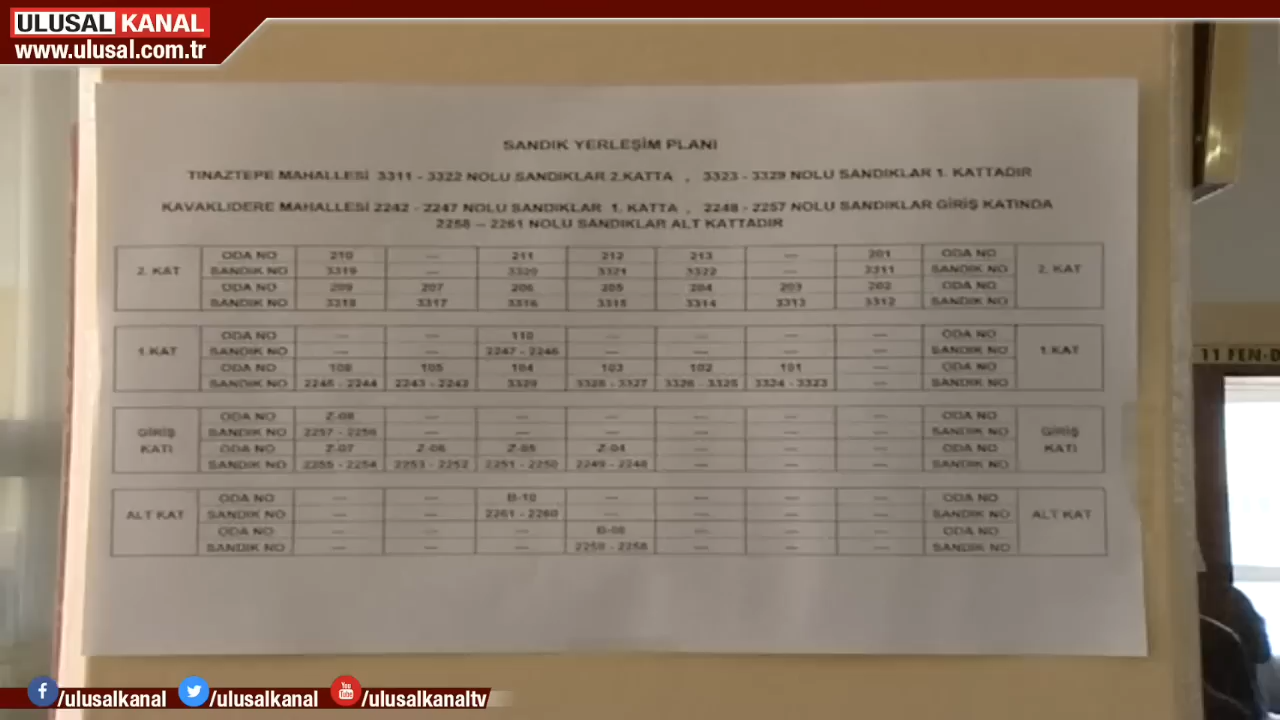 ULUSAL KANAL
www.ulusal.com.tr
SANDIK YERLEŞİM PLANI
TINAZTEPE MAHALLESİ 3311 - 3322 NOLU SANDIKLAR 2.KATTA , 3323 - 3329 NOLU SANDIKLAR 1. KATTADIR
KAVAKLIDERE MAHALLESİ 2242 - 2247 NOLU SANDIKLAR 1. KATTA , 2248 - 2257 NOLU SANDIKLAR GİRİŞ KATINDA
2258 – 2261 NOLU SANDIKLAR ALT KATTADIR
2. KAT ODA NO 210 --- 211 212 213 --- 201 ODA NO 2. KAT
SANDIK NO 3319 --- 3320 3321 3322 --- 3311 SANDIK NO
ODA NO 209 207 206 205 204 203 202 ODA NO
SANDIK NO 3318 3317 3316 3315 3314 3313 3312 SANDIK NO
1.KAT ODA NO --- --- 110 --- --- --- --- ODA NO 1.KAT
SANDIK NO --- --- 2247 - 2246 --- --- --- --- SANDIK NO
ODA NO 105 104 103 102 101 --- ODA NO
SANDIK NO 2245 - 2244 2243 - 2242 3329 3328 - 3327 3326 - 3325 3324 - 3323 --- SANDIK NO
GİRİŞ KATI ODA NO Z-08 --- --- --- --- --- --- ODA NO GİRİŞ KATI
SANDIK NO 2257 - 2256 --- --- --- --- --- --- SANDIK NO
ODA NO Z-07 Z-06 Z-05 Z-04 --- --- --- ODA NO
SANDIK NO 2255 - 2254 2253 - 2252 2251 - 2250 2249 - 2248 --- --- --- SANDIK NO
ALT KAT ODA NO --- --- B-10 --- --- --- --- ODA NO ALT KAT
SANDIK NO --- --- 2261 - 2260 --- --- --- --- SANDIK NO
ODA NO --- --- --- --- --- --- ODA NO
SANDIK NO --- --- --- 2259 - 2258 --- --- --- SANDIK NO
11 FEN-D
/ulusalkanal /ulusalkanal /ulusalkanaltv